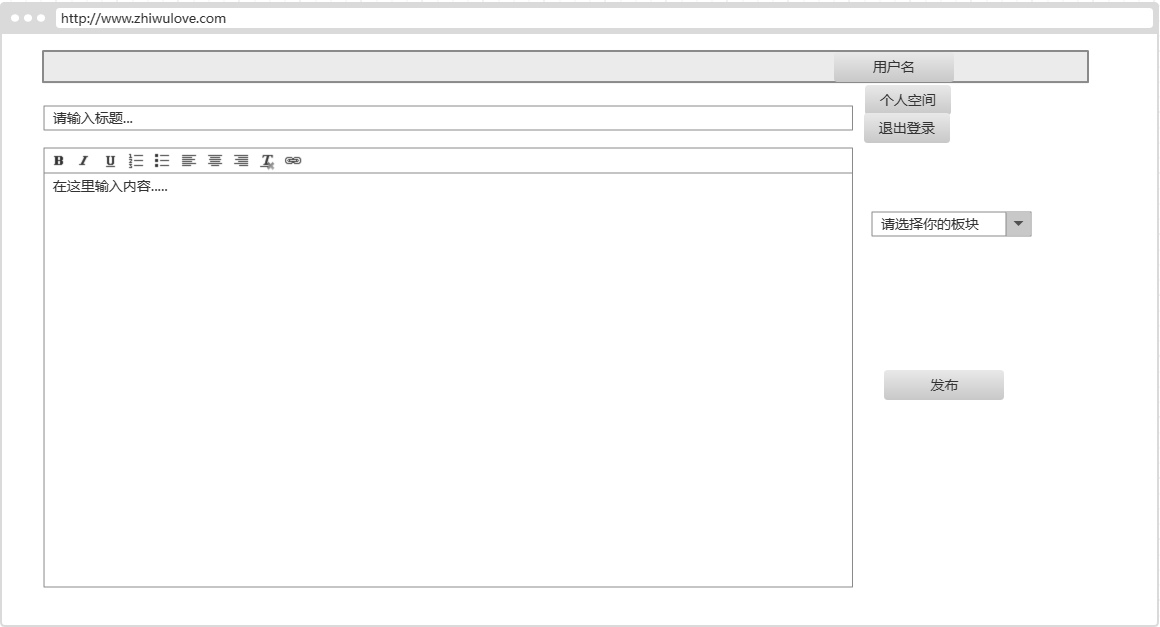 http://www.zhiwulove.com
用户名
个人空间
请输入标题...
退出登录
B I U
在这里输入内容.....
请选择你的板块
发布